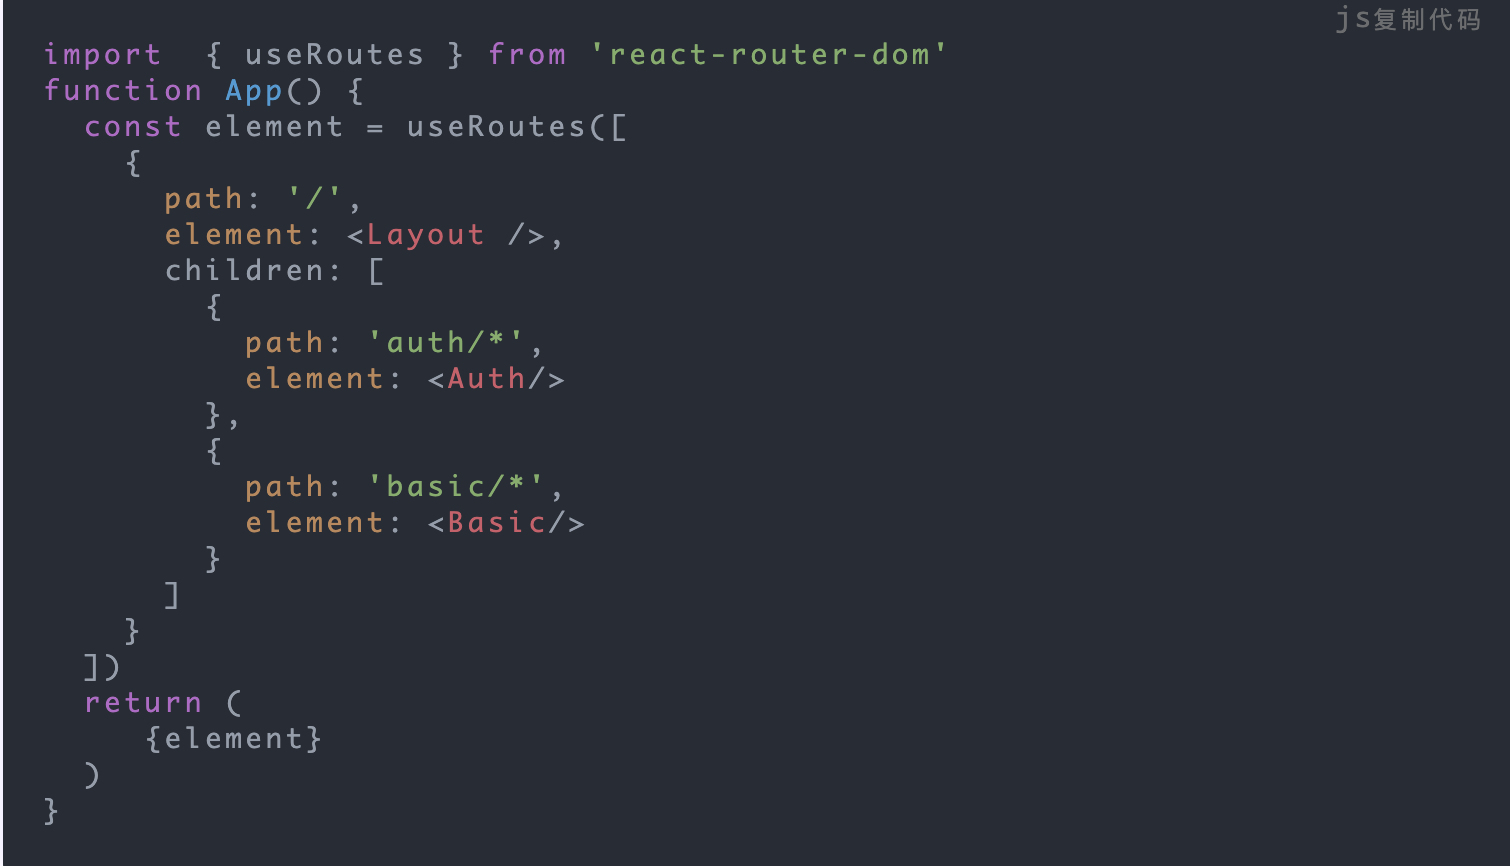 js复制代码
import  { useRoutes } from 'react-router-dom'
function App() {
  const element = useRoutes([
    {
      path: '/',
      element: <Layout />,
      children: [
        {
          path: 'auth/*',
          element: <Auth/>
        },
        {
          path: 'basic/*',
          element: <Basic/>
        }
      ]
    }
  ])
  return (
     {element}
  )
}